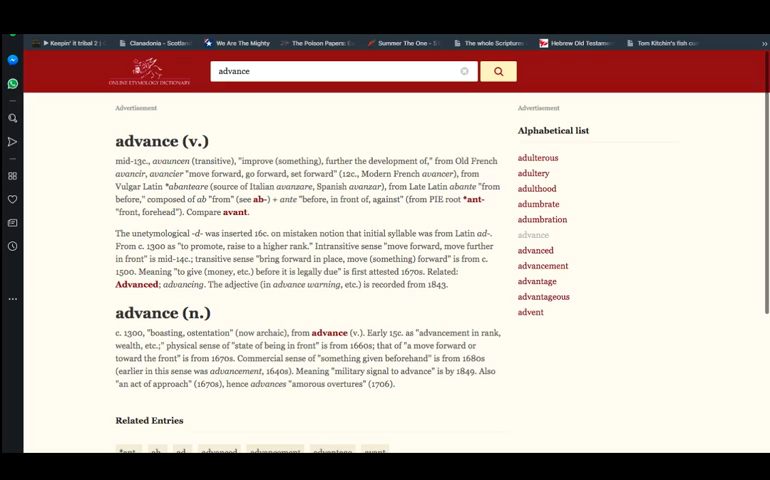 Keepin' it tribal 2 Clanadonia - Scotlan We Are The Mighty The Poison Papers: Ex Summer The One The whole Scriptures Hebrew Old Testame Tom Kitchin's fish co
ONLINE ETYMOLOGY DICTIONARY
advance
Advertisement
advance (v.)
mid-13c., avauncen (transitive), "improve (something), further the development of," from Old French
avancir, avancier "move forward, go forward, set forward" (12c., Modern French avancer), from
Vulgar Latin *abanteare (source of Italian avanzare, Spanish avanzar), from Late Latin abante "from
before," composed of ab "from" (see ab-) + ante "before, in front of, against" (from PIE root *ant-
"front, forehead"). Compare avant.
The unetymological -d- was inserted 16c. on mistaken notion that initial syllable was from Latin ad-.
From c. 1300 as "to promote, raise to a higher rank." Intransitive sense "move forward, move further
in front" is mid-14c.; transitive sense "bring forward in place, move (something) forward" is from c.
1500. Meaning "to give (money, etc.) before it is legally due" is first attested 1670s. Related:
Advanced; advancing. The adjective (in advance warning, etc.) is recorded from 1843.
advance (n.)
c. 1300, "boasting, ostentation" (now archaic), from advance (v.). Early 15c. as "advancement in rank,
wealth, etc.;" physical sense of "state of being in front" is from 1660s; that of "a move forward or
toward the front" is from 1670s. Commercial sense of "something given beforehand" is from 1680s
(earlier in this sense was advancement, 1640s). Meaning "military signal to advance" is by 1849. Also
"an act of approach" (1670s), hence advances "amorous overtures" (1706).
Related Entries
*ant- ab ad advanced advancement advantage avant
Advertisement
Alphabetical list
adulterous
adultery
adulthood
adumbrate
adumbration
advance
advanced
advancement
advantage
advantageous
advent